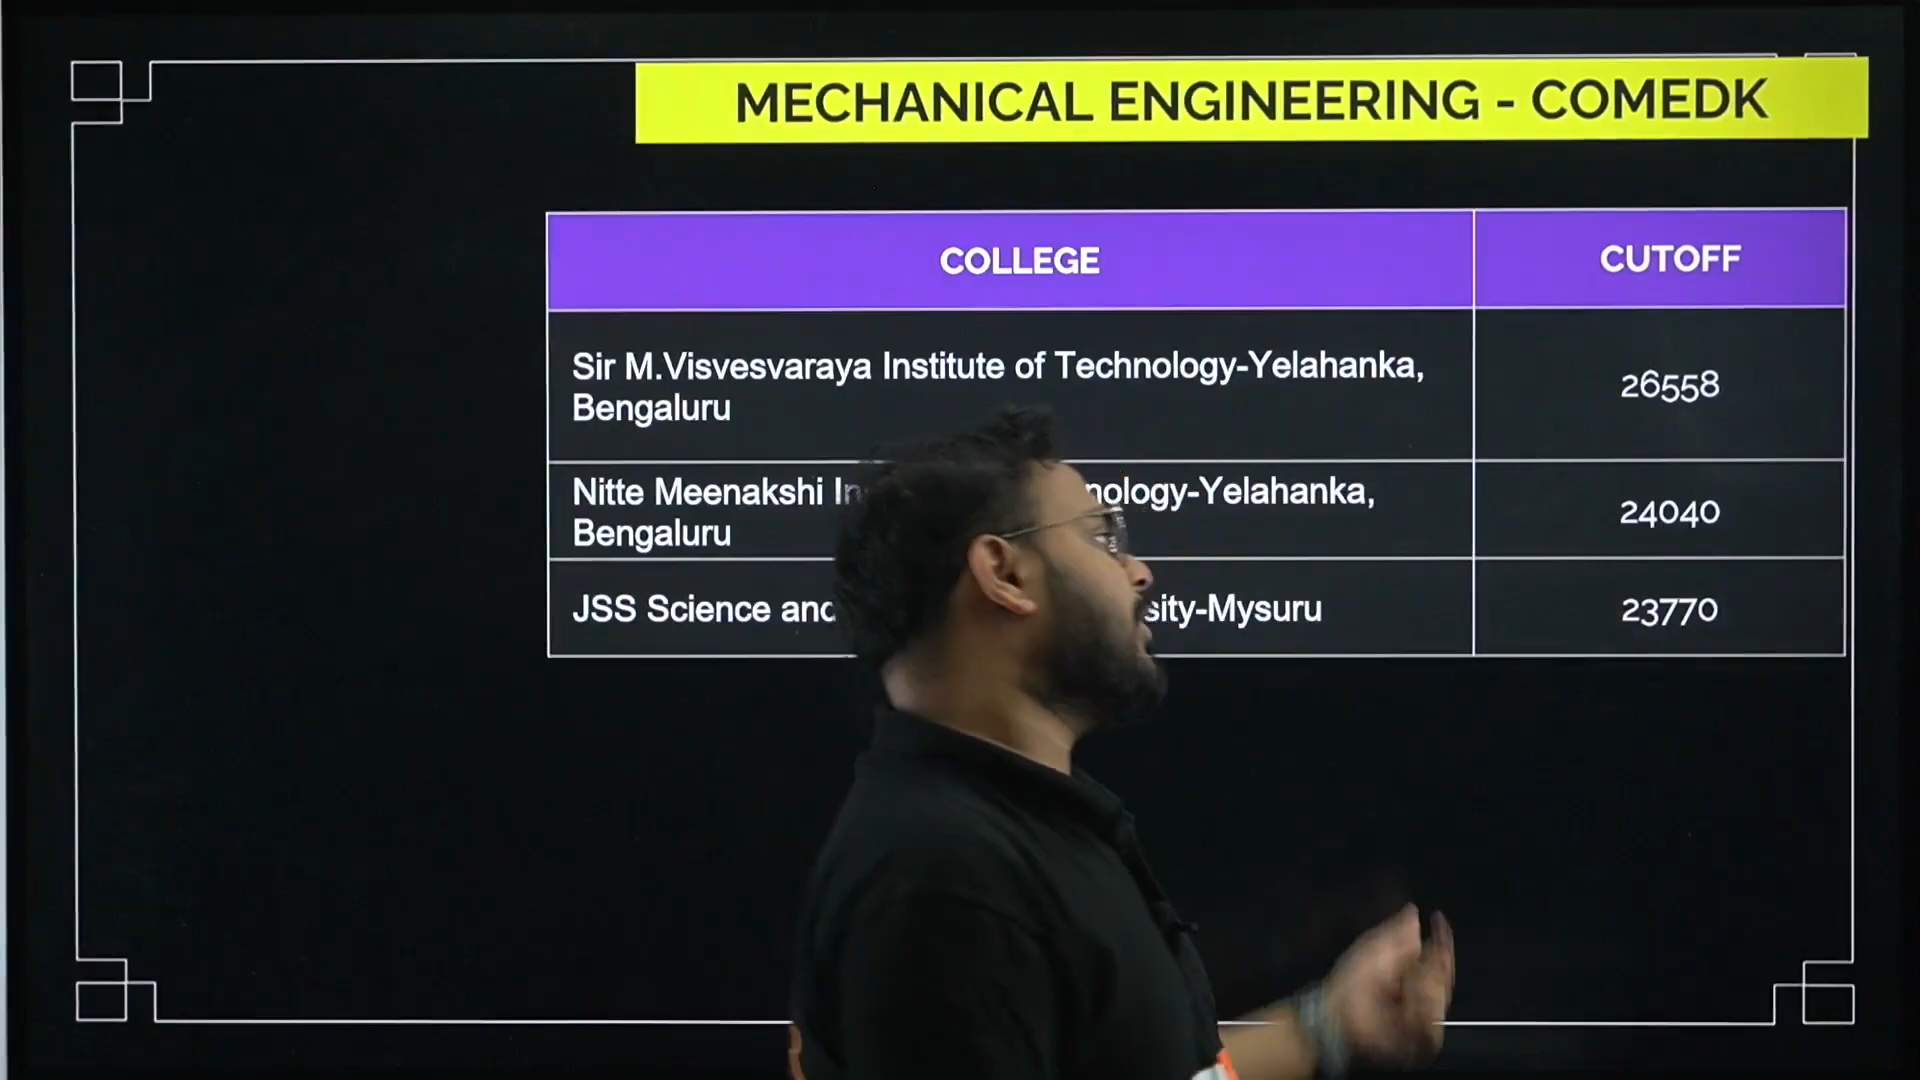 MECHANICAL ENGINEERING - COMEDK
COLLEGE CUTOFF
Sir M.Visvesvaraya Institute of Technology-Yelahanka,
Bengaluru
26558
Nitte Meenakshi nology-Yelahanka,
Bengaluru
24040
JSS Science and sity-Mysuru 23770